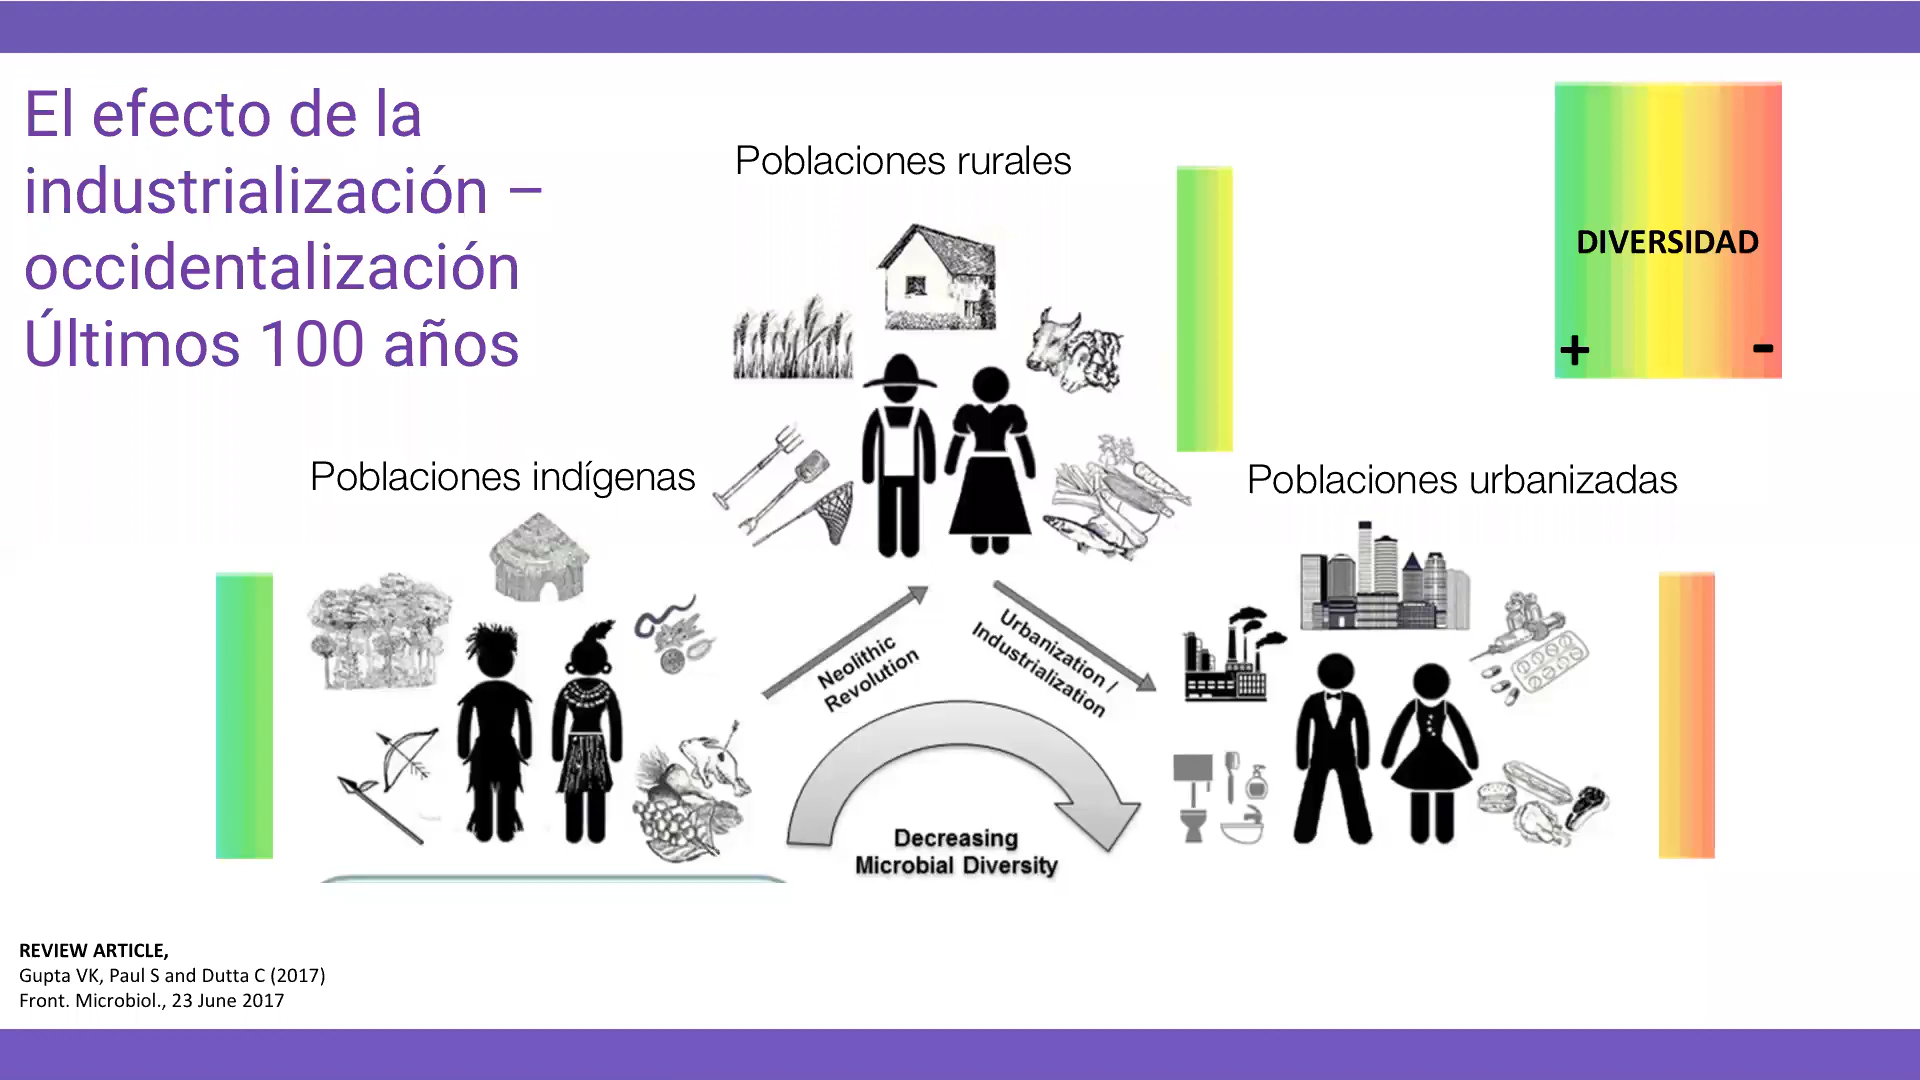 El efecto de la
industrialización –
occidentalización
Últimos 100 años
Poblaciones rurales
DIVERSIDAD
+ -
Poblaciones indígenas
Poblaciones urbanizadas
Neolithic
Revolution
Urbanization /
Industrialization
Decreasing
Microbial Diversity
REVIEW ARTICLE,
Gupta VK, Paul S and Dutta C (2017)
Front. Microbiol., 23 June 2017